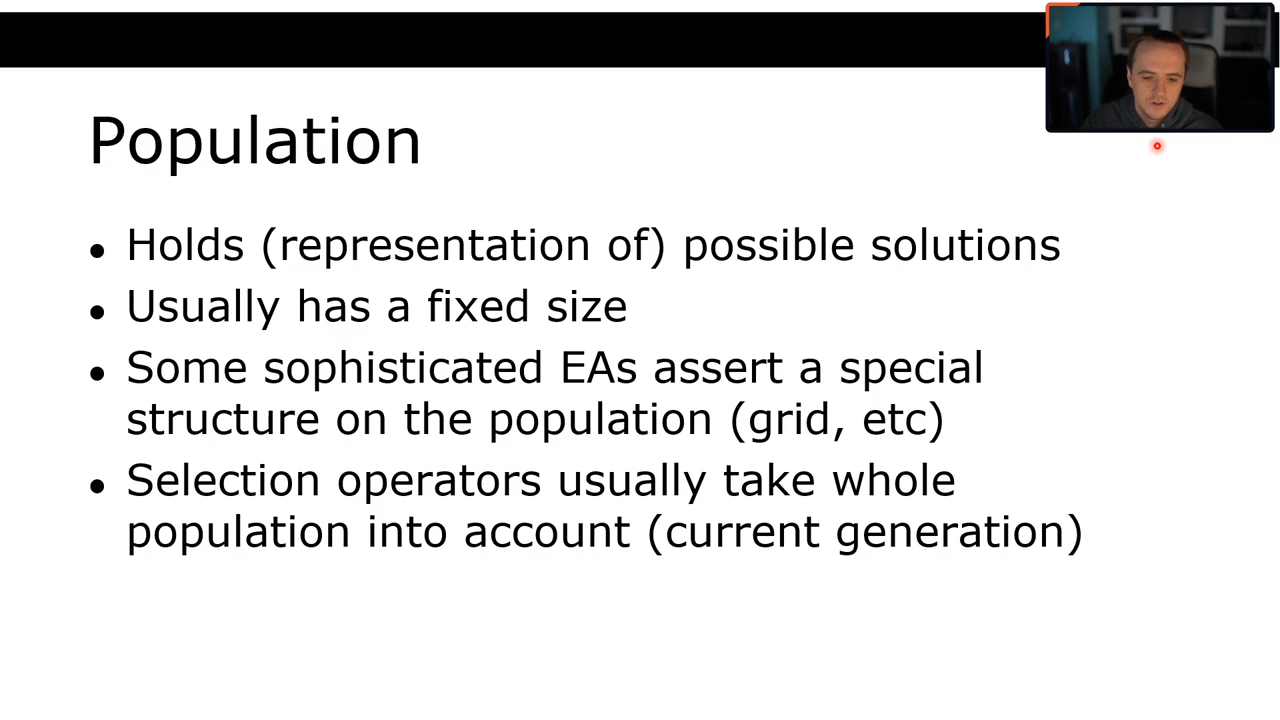 Population
• Holds (representation of) possible solutions
• Usually has a fixed size
• Some sophisticated EAs assert a special
structure on the population (grid, etc)
• Selection operators usually take whole
population into account (current generation)